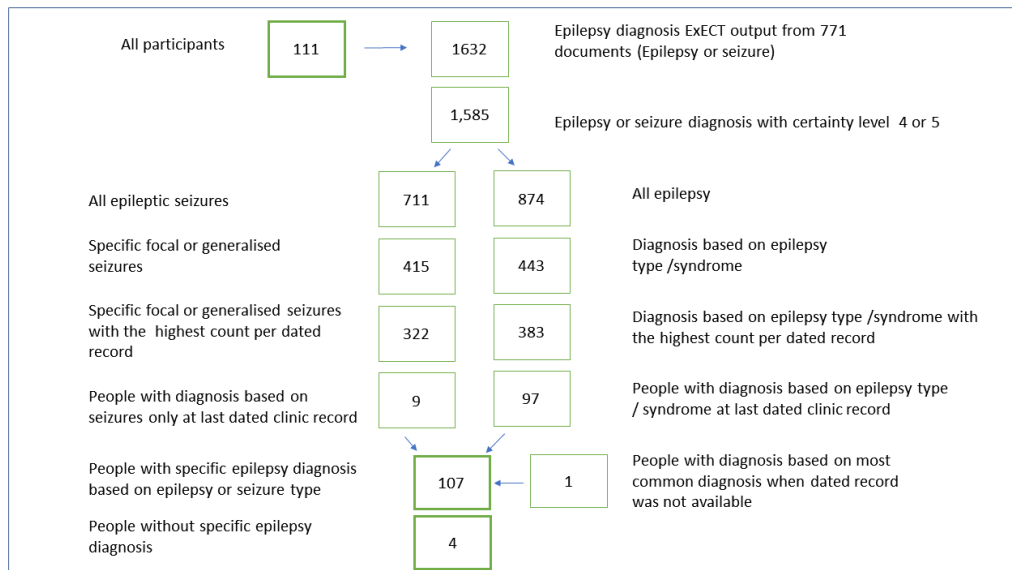 All participants
111
1632
Epilepsy diagnosis ExECT output from 771
documents (Epilepsy or seizure)
1,585
Epilepsy or seizure diagnosis with certainty level 4 or 5
All epileptic seizures
711
874
All epilepsy
Specific focal or generalised
seizures
415
443
Diagnosis based on epilepsy
type /syndrome
Specific focal or generalised seizures
with the highest count per dated
record
322
383
Diagnosis based on epilepsy type /syndrome with
the highest count per dated record
People with diagnosis based on
seizures only at last dated clinic record
9
97
People with diagnosis based on epilepsy type
/ syndrome at last dated clinic record
People with specific epilepsy diagnosis
based on epilepsy or seizure type
107
1
People with diagnosis based on most
common diagnosis when dated record
was not available
People without specific epilepsy
diagnosis
4